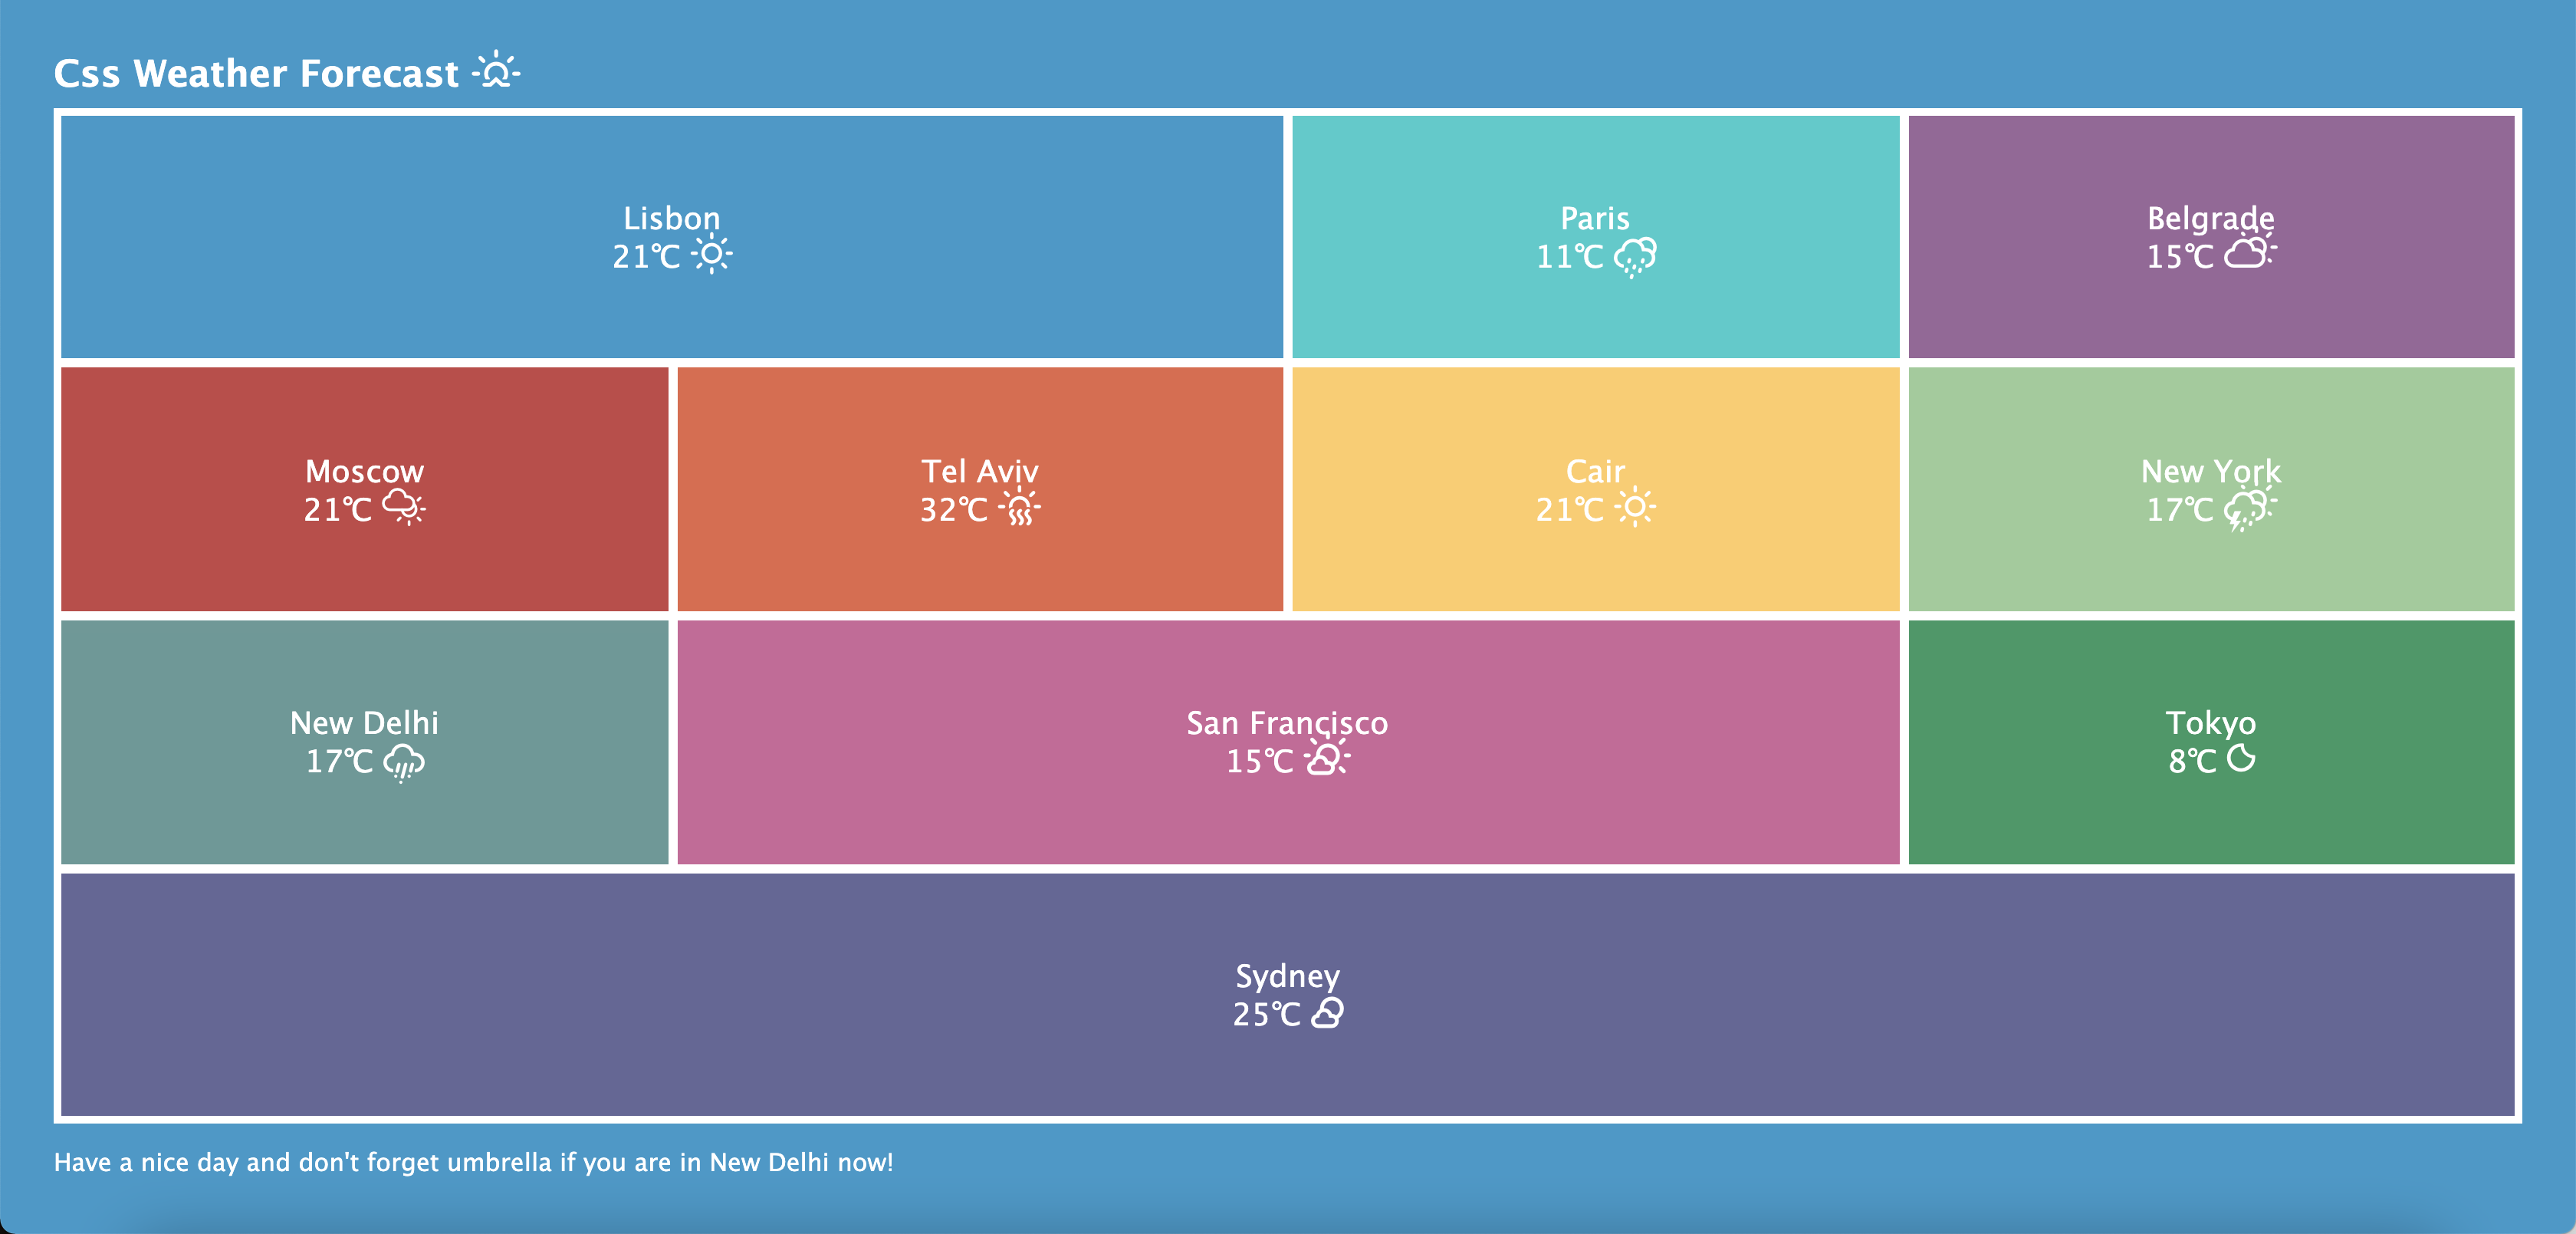 Css Weather Forecast
Lisbon
21℃
Paris
11℃
Belgrade
15℃
Moscow
21℃
Tel Aviv
32℃
Cair
21℃
New York
17℃
New Delhi
17℃
San Francisco
15℃
Tokyo
8℃
Sydney
25℃
Have a nice day and don't forget umbrella if you are in New Delhi now!